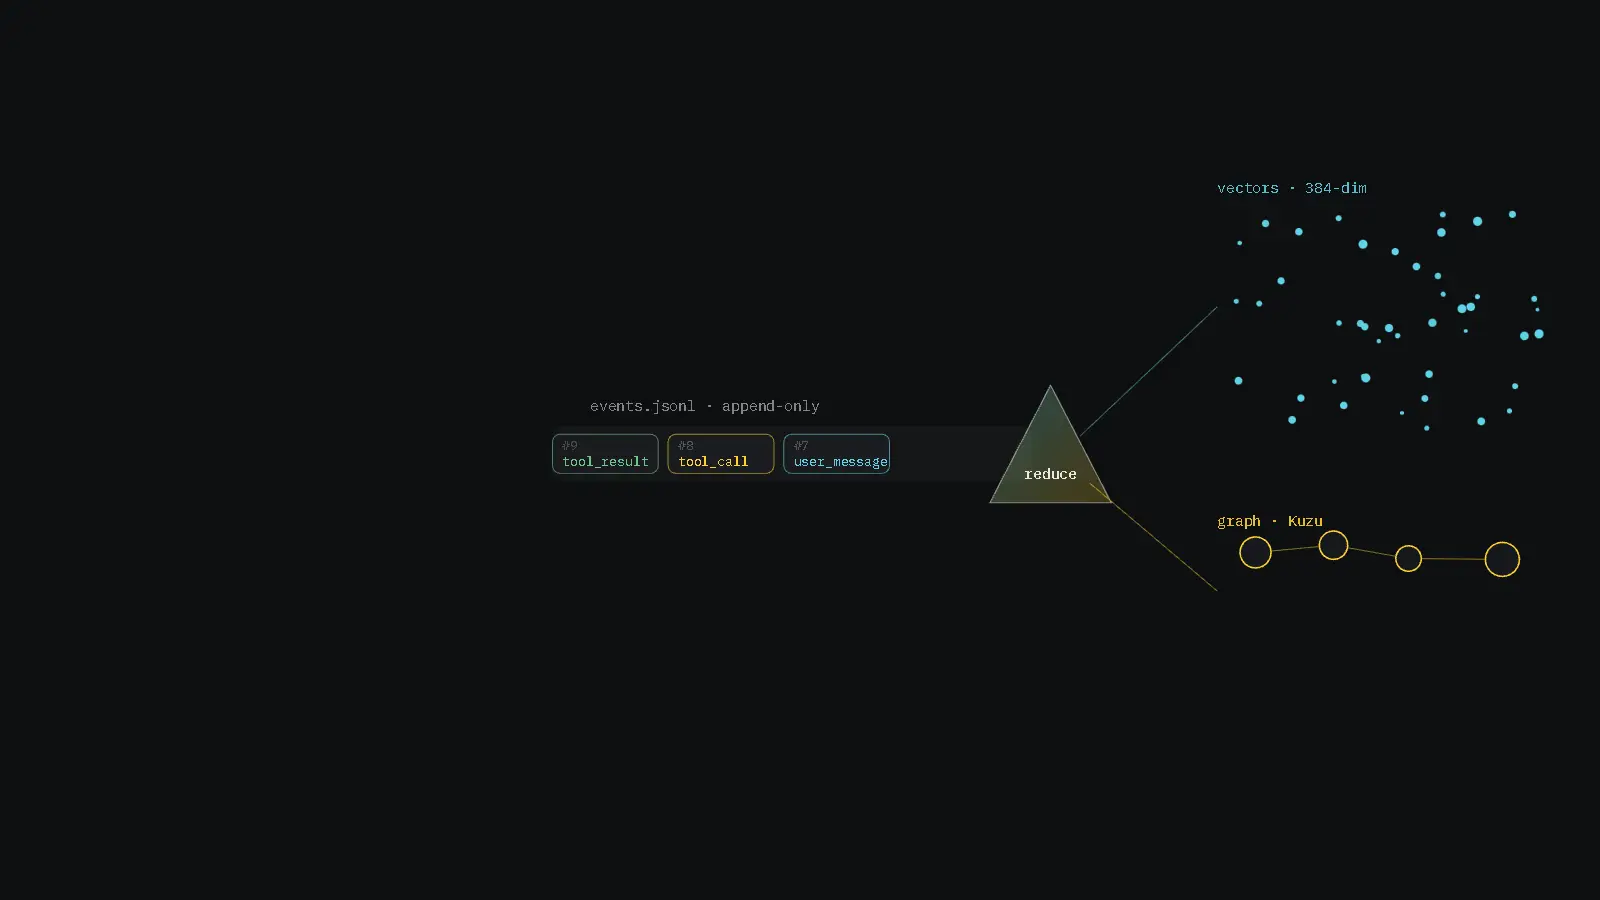 vectors · 384-dim
events.jsonl · append-only
#9
tool_result
#8
tool_call
#7
user_message
reduce
graph · Kuzu